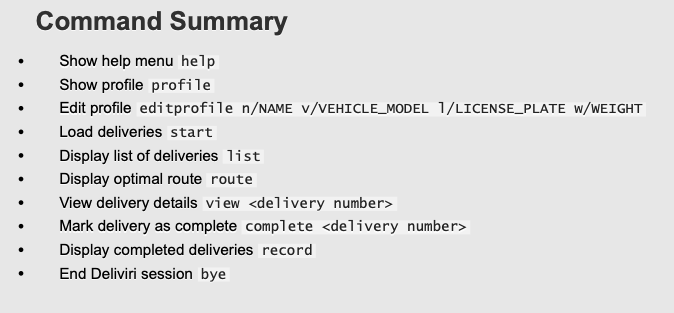 Command Summary
• Show help menu help
• Show profile profile
• Edit profile editprofile n/NAME v/VEHICLE_MODEL l/LICENSE_PLATE w/WEIGHT
• Load deliveries start
• Display list of deliveries list
• Display optimal route route
• View delivery details view <delivery number>
• Mark delivery as complete complete <delivery number>
• Display completed deliveries record
• End Deliviri session bye